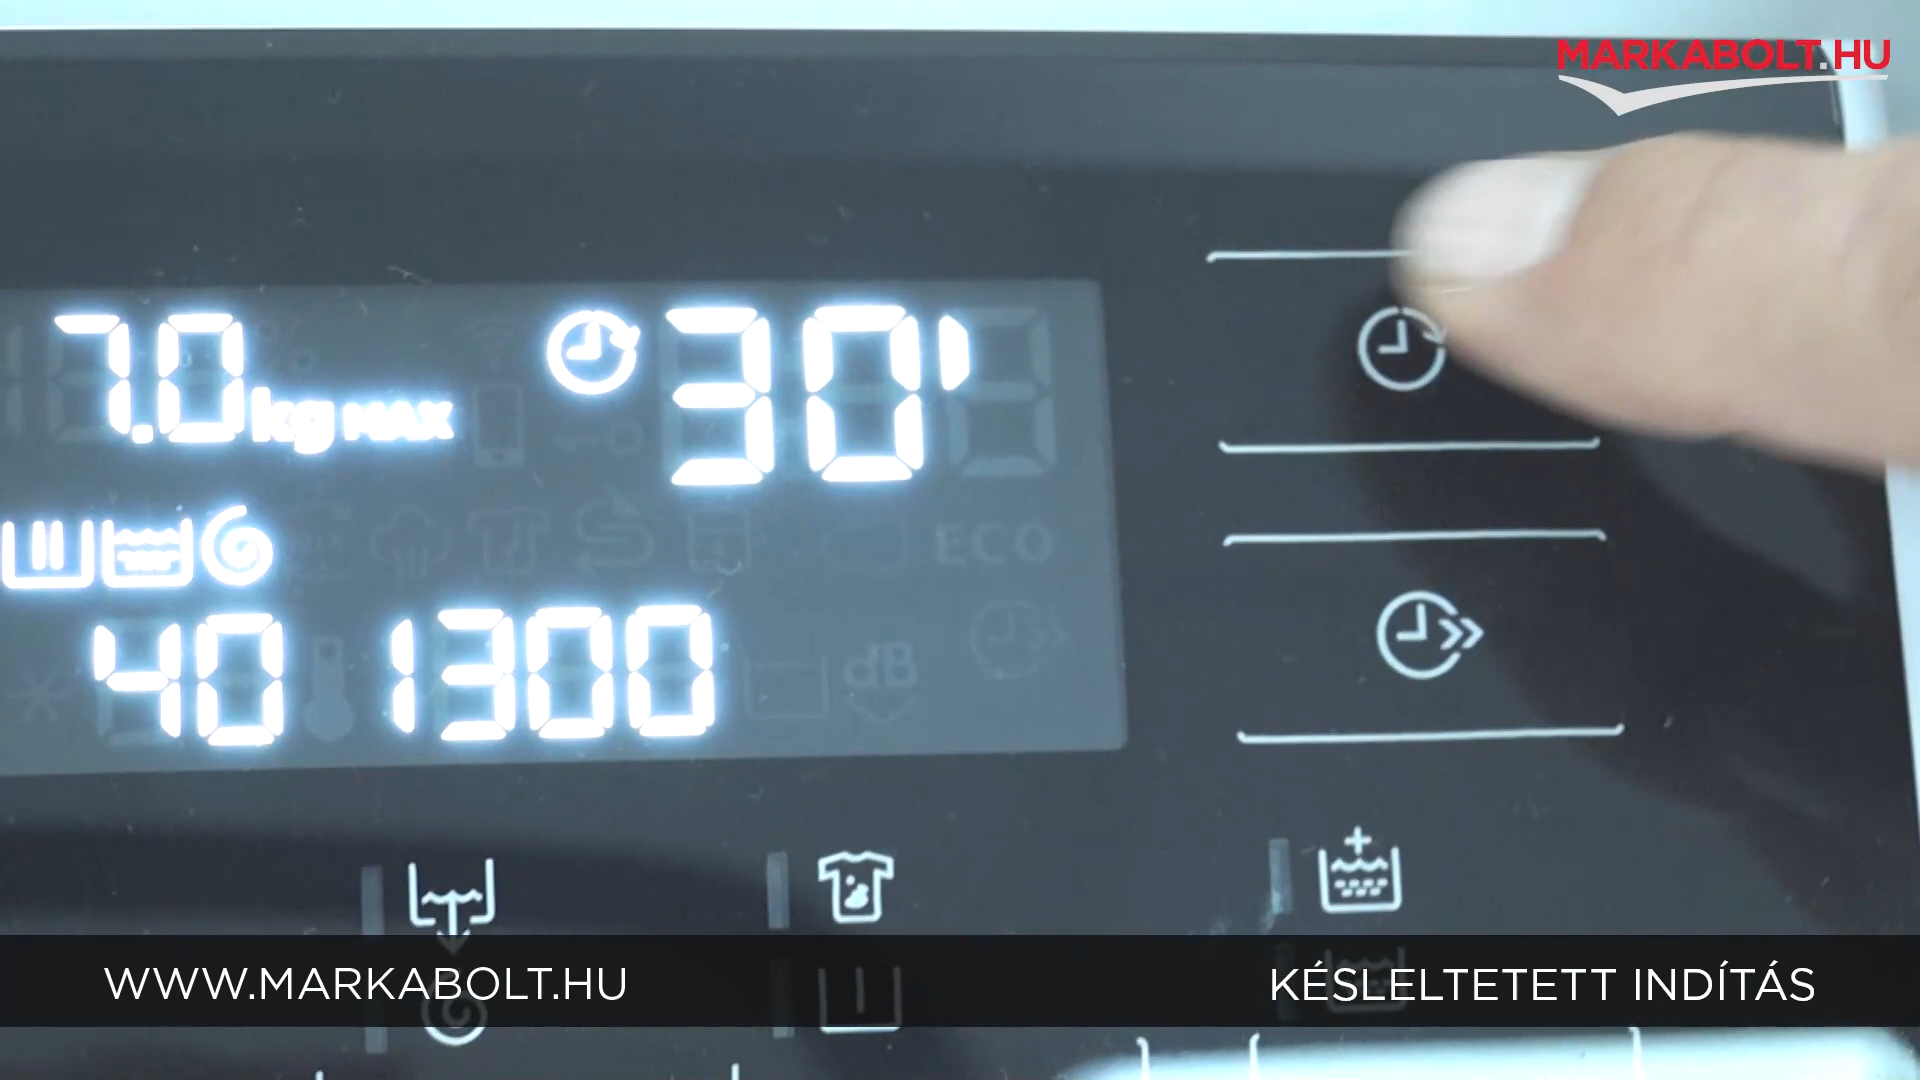 MARKABOLT.HU
7.0 kg MAX 30'
ECO
40 1300 dB
WWW.MARKABOLT.HU
KÉSLELTETETT INDÍTÁS